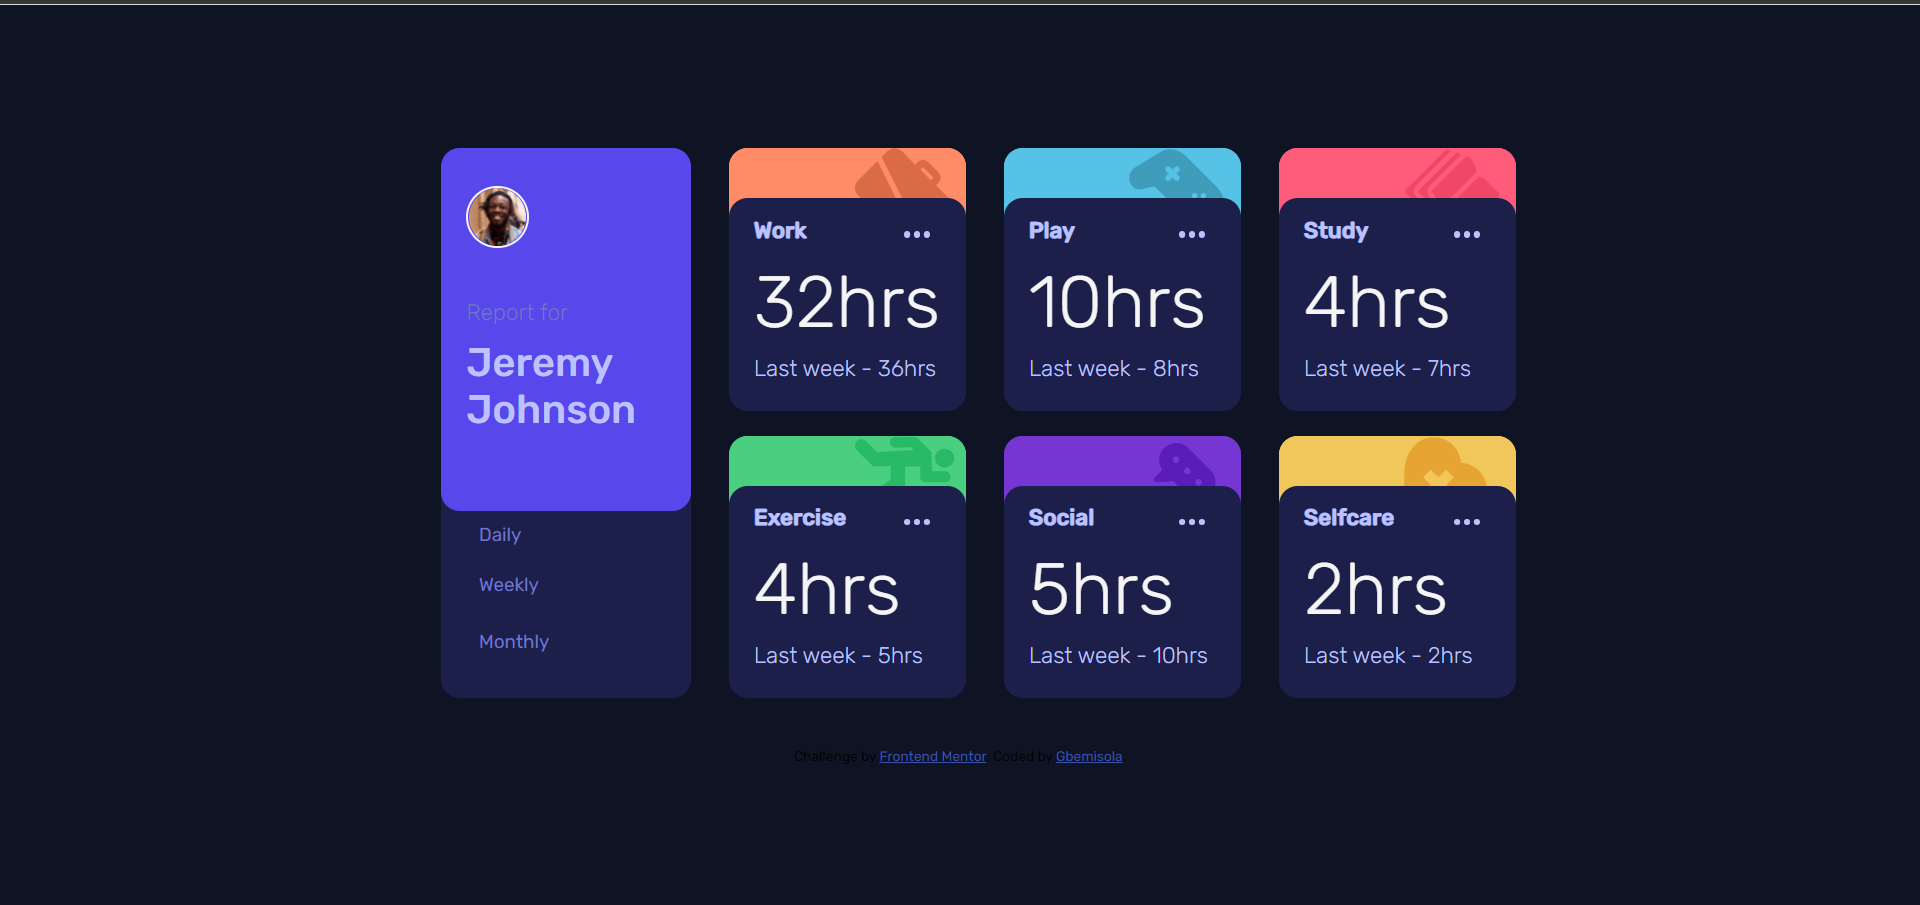 Report for
Jeremy
Johnson
Daily
Weekly
Monthly
Work
32hrs
Last week - 36hrs
Play
10hrs
Last week - 8hrs
Study
4hrs
Last week - 7hrs
Exercise
4hrs
Last week - 5hrs
Social
5hrs
Last week - 10hrs
Selfcare
2hrs
Last week - 2hrs
Challenge by Frontend Mentor. Coded by Gbemisola